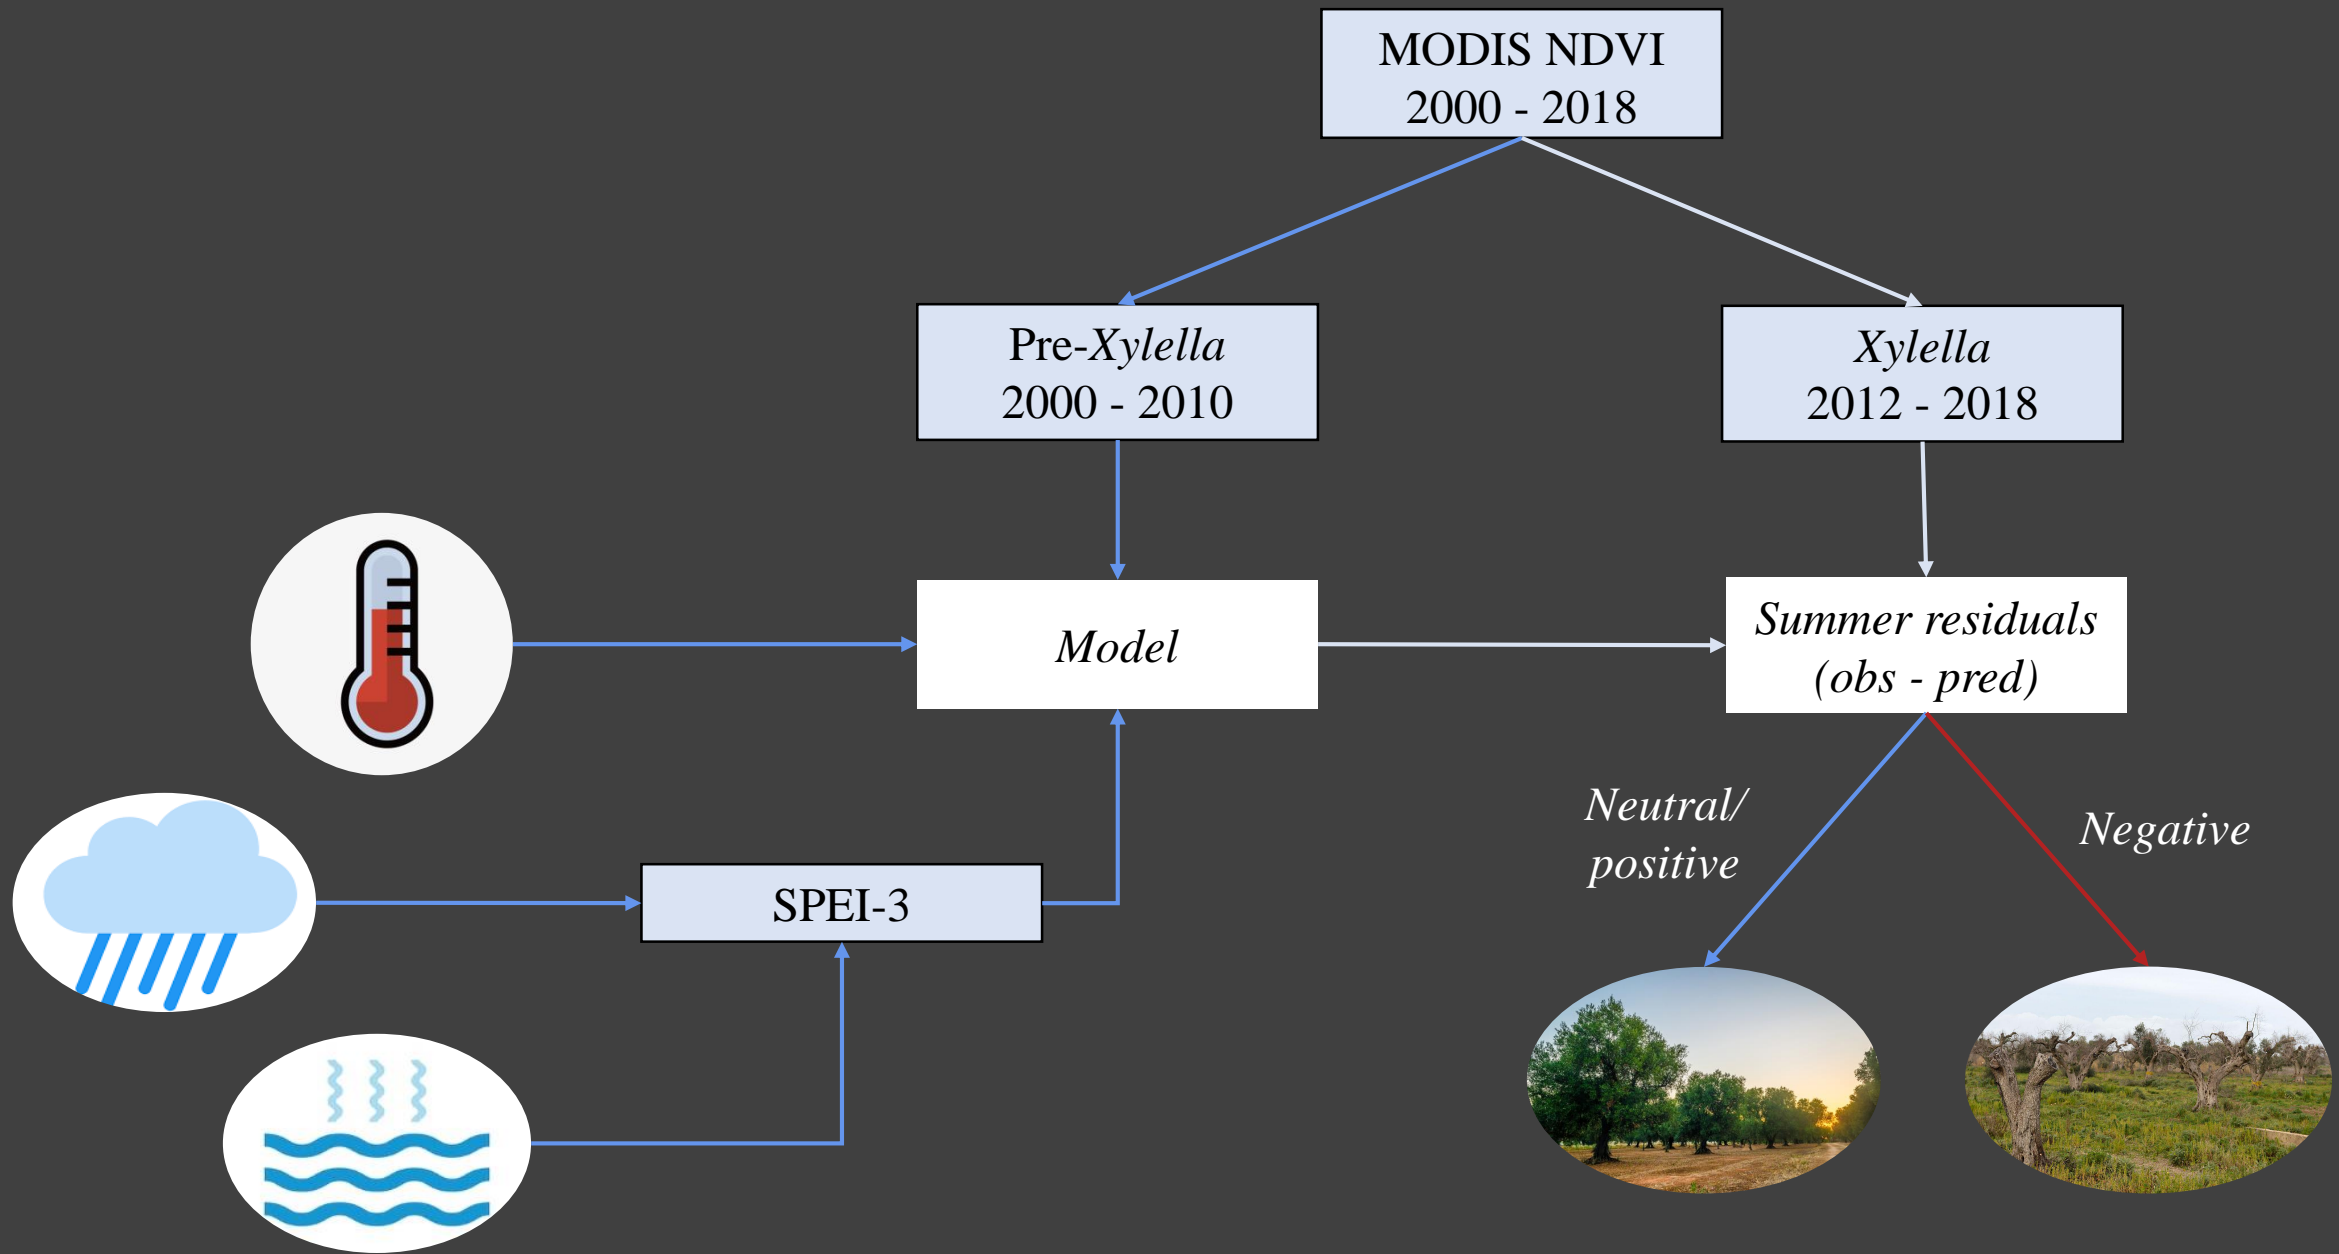 MODIS NDVI
2000 - 2018
Pre-Xylella
2000 - 2010
Xylella
2012 - 2018
Model
Summer residuals
(obs - pred)
Neutral/
positive
Negative
SPEI-3